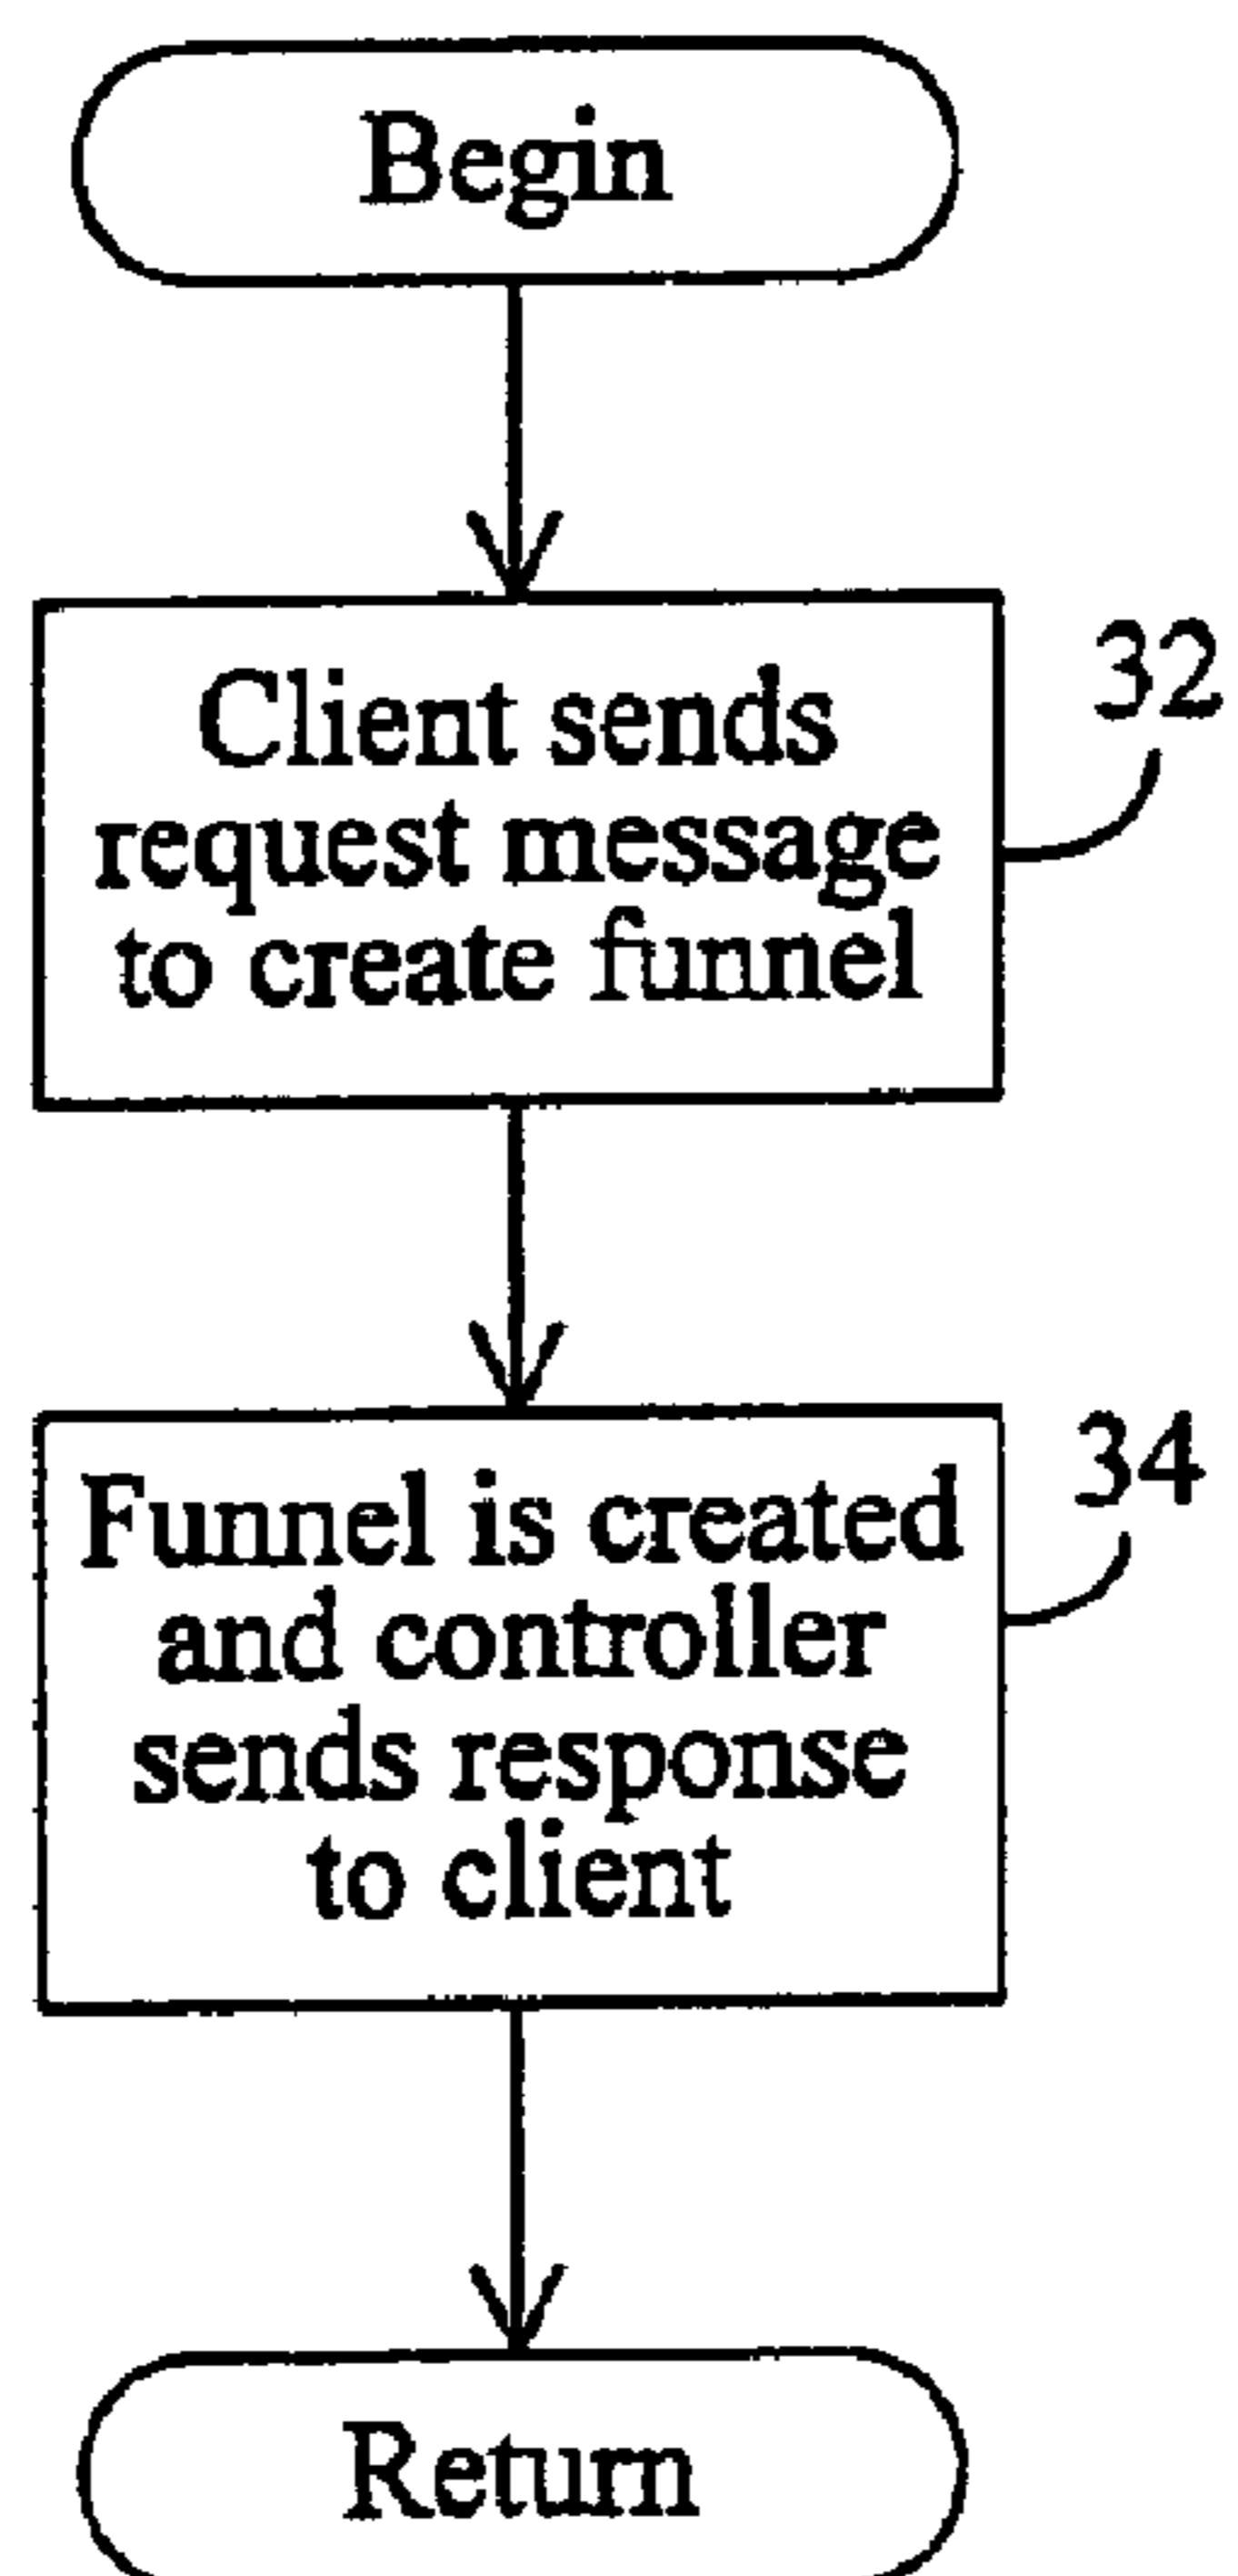 Begin
Client sends
request message
to create funnel
32
Funnel is created
and controller
sends response
to client
34
Return